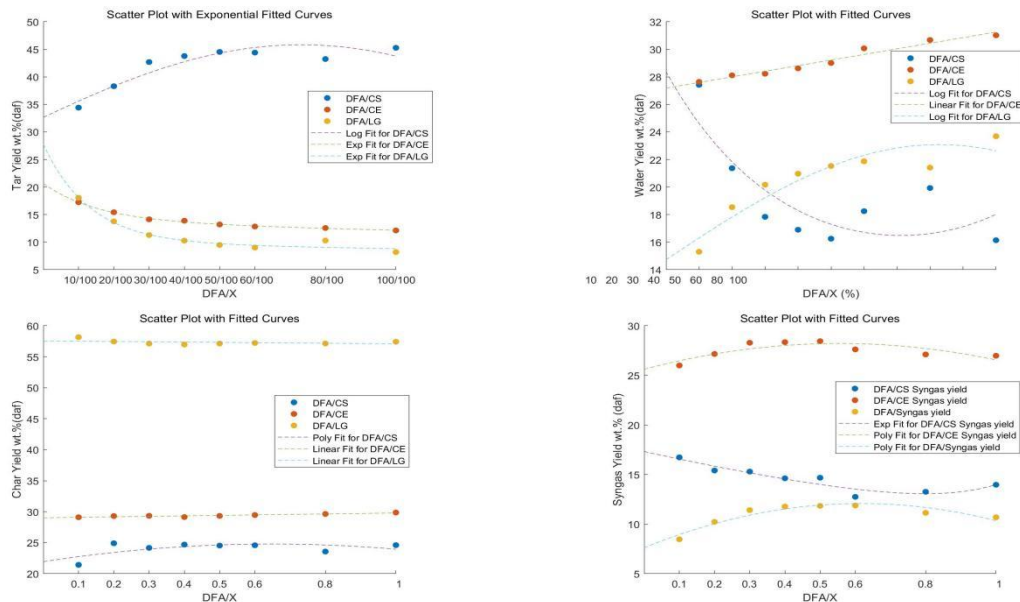 Scatter Plot with Exponential Fitted Curves
Tar Yield wt.%(daf)
50
45
40
35
30
25
20
15
10
5
DFA/CS
DFA/CE
DFA/LG
Log Fit for DFA/CS
Exp Fit for DFA/CE
Exp Fit for DFA/LG
10/100 20/100 30/100 40/100 50/100 60/100 80/100 100/100
DFA/X
Scatter Plot with Fitted Curves
Water Yield wt.%(daf)
32
30
28
26
24
22
20
18
16
14
DFA/CS
DFA/CE
DFA/LG
Log Fit for DFA/CS
Linear Fit for DFA/CE
Log Fit for DFA/LG
10 20 30 40 50 60 80 100
DFA/X (%)
Scatter Plot with Fitted Curves
Char Yield wt.%(daf)
60
55
50
45
40
35
30
25
20
DFA/CS
DFA/CE
DFA/LG
Poly Fit for DFA/CS
Linear Fit for DFA/CE
Linear Fit for DFA/LG
0.1 0.2 0.3 0.4 0.5 0.6 0.8 1
DFA/X
Scatter Plot with Fitted Curves
Syngas Yield wt.% (daf)
30
25
20
15
10
5
DFA/CS Syngas yield
DFA/CE Syngas yield
DFA/Syngas yield
Exp Fit for DFA/CS Syngas yield
Poly Fit for DFA/CE Syngas yield
Poly Fit for DFA/Syngas yield
0.1 0.2 0.3 0.4 0.5 0.6 0.8 1
DFA/X